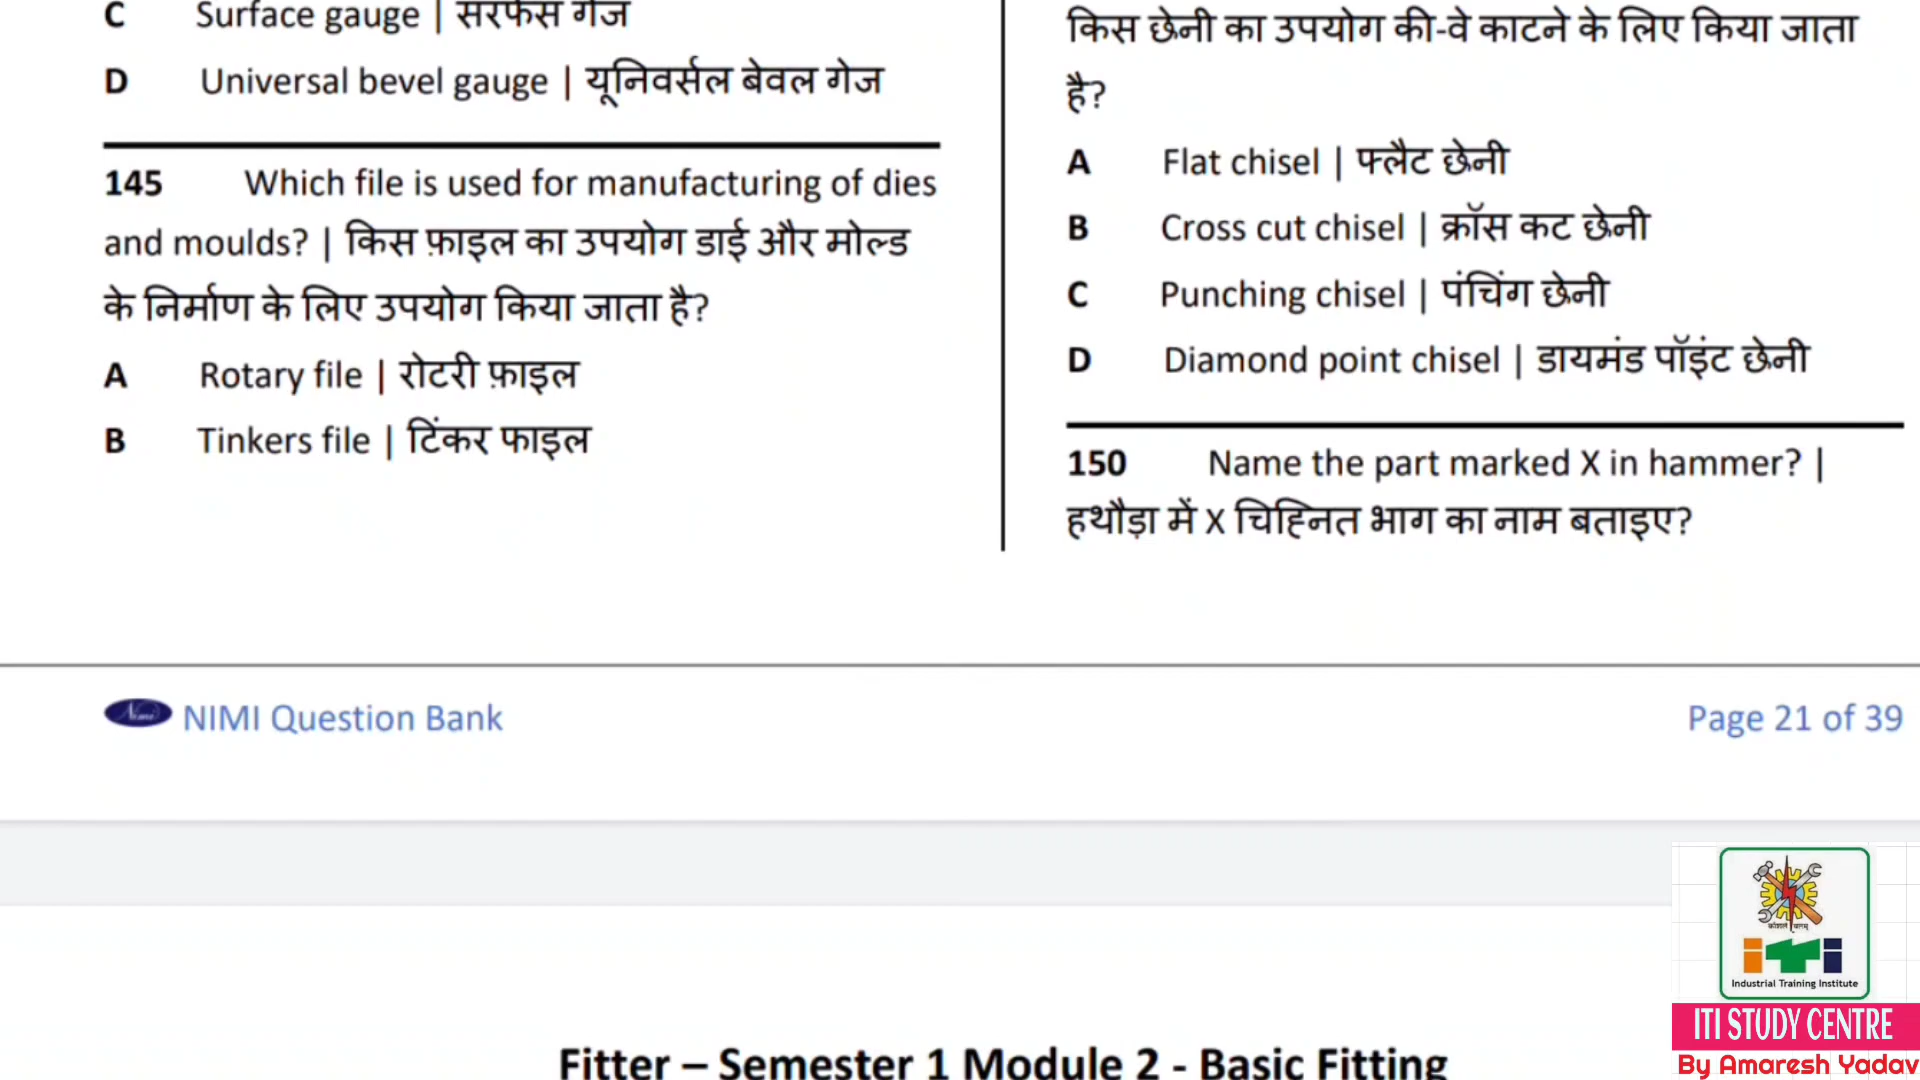 C Surface gauge | सरफेस गेज
D Universal bevel gauge | यूनिवर्सल बेवल गेज
145 Which file is used for manufacturing of dies
and moulds? | किस फ़ाइल का उपयोग डाई और मोल्ड
के निर्माण के लिए उपयोग किया जाता है?
A Rotary file | रोटरी फ़ाइल
B Tinkers file | टिंकर फाइल
किस छेनी का उपयोग की-वे काटने के लिए किया जाता
है?
A Flat chisel | फ्लैट छेनी
B Cross cut chisel | क्रॉस कट छेनी
C Punching chisel | पंचिंग छेनी
D Diamond point chisel | डायमंड पॉइंट छेनी
150 Name the part marked X in hammer? |
हथौड़ा में X चिह्नित भाग का नाम बताइए?
Nimi NIMI Question Bank
Page 21 of 39
iTi
Industrial Training Institute
ITI STUDY CENTRE
By Amaresh Yadav
Fitter – Semester 1 Module 2 - Basic Fitting